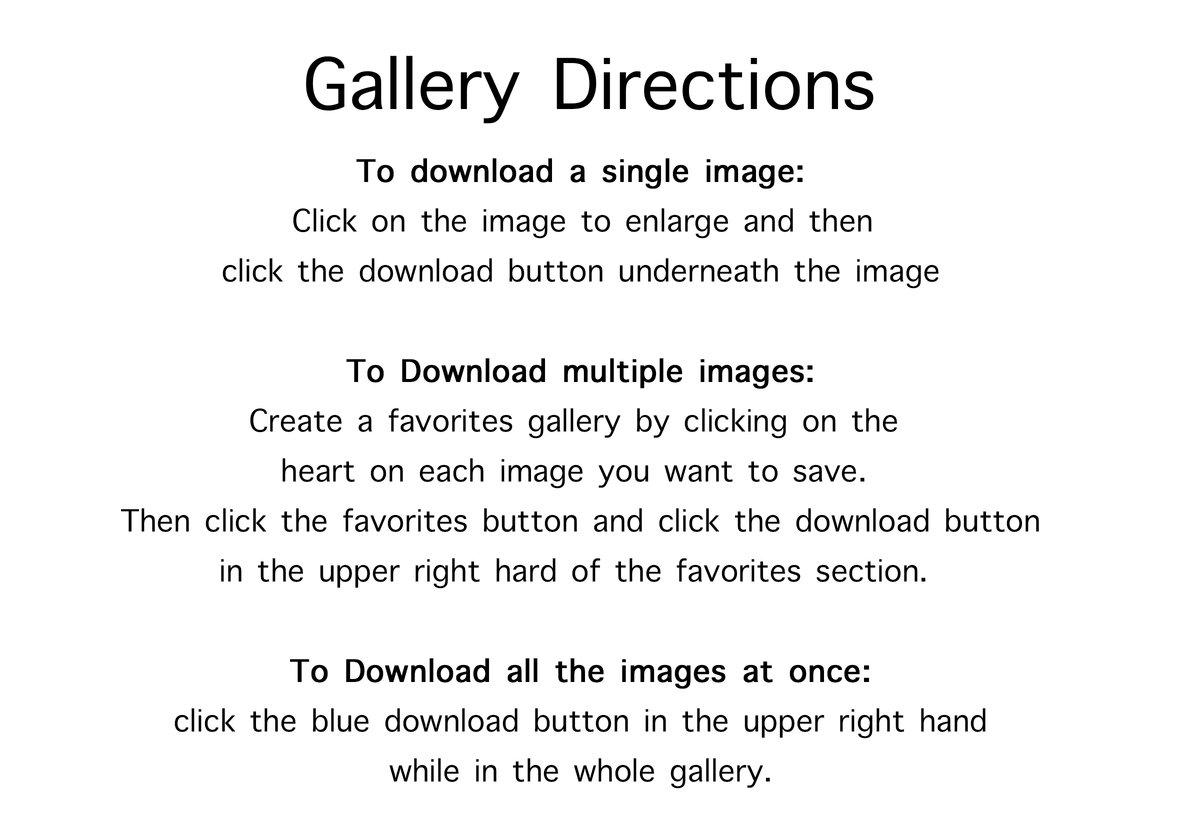 Gallery Directions
To download a single image:
Click on the image to enlarge and then
click the download button underneath the image
To Download multiple images:
Create a favorites gallery by clicking on the
heart on each image you want to save.
Then click the favorites button and click the download button
in the upper right hard of the favorites section.
To Download all the images at once:
click the blue download button in the upper right hand
while in the whole gallery.